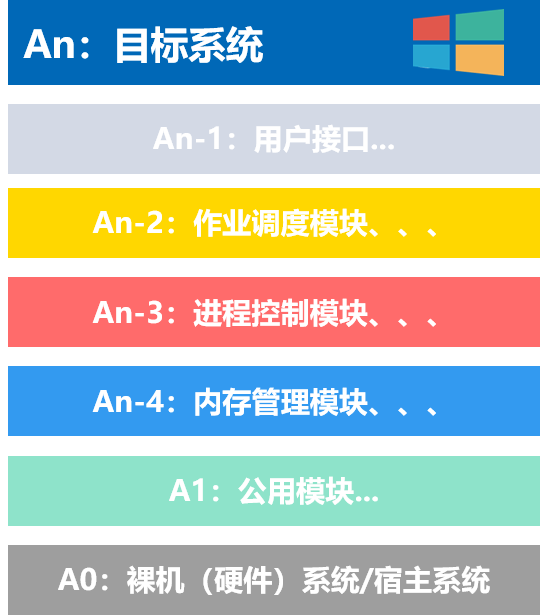 An：目标系统
An-1：用户接口...
An-2：作业调度模块、、、
An-3：进程控制模块、、、
An-4：内存管理模块、、、
A1：公用模块...
A0：裸机（硬件）系统/宿主系统